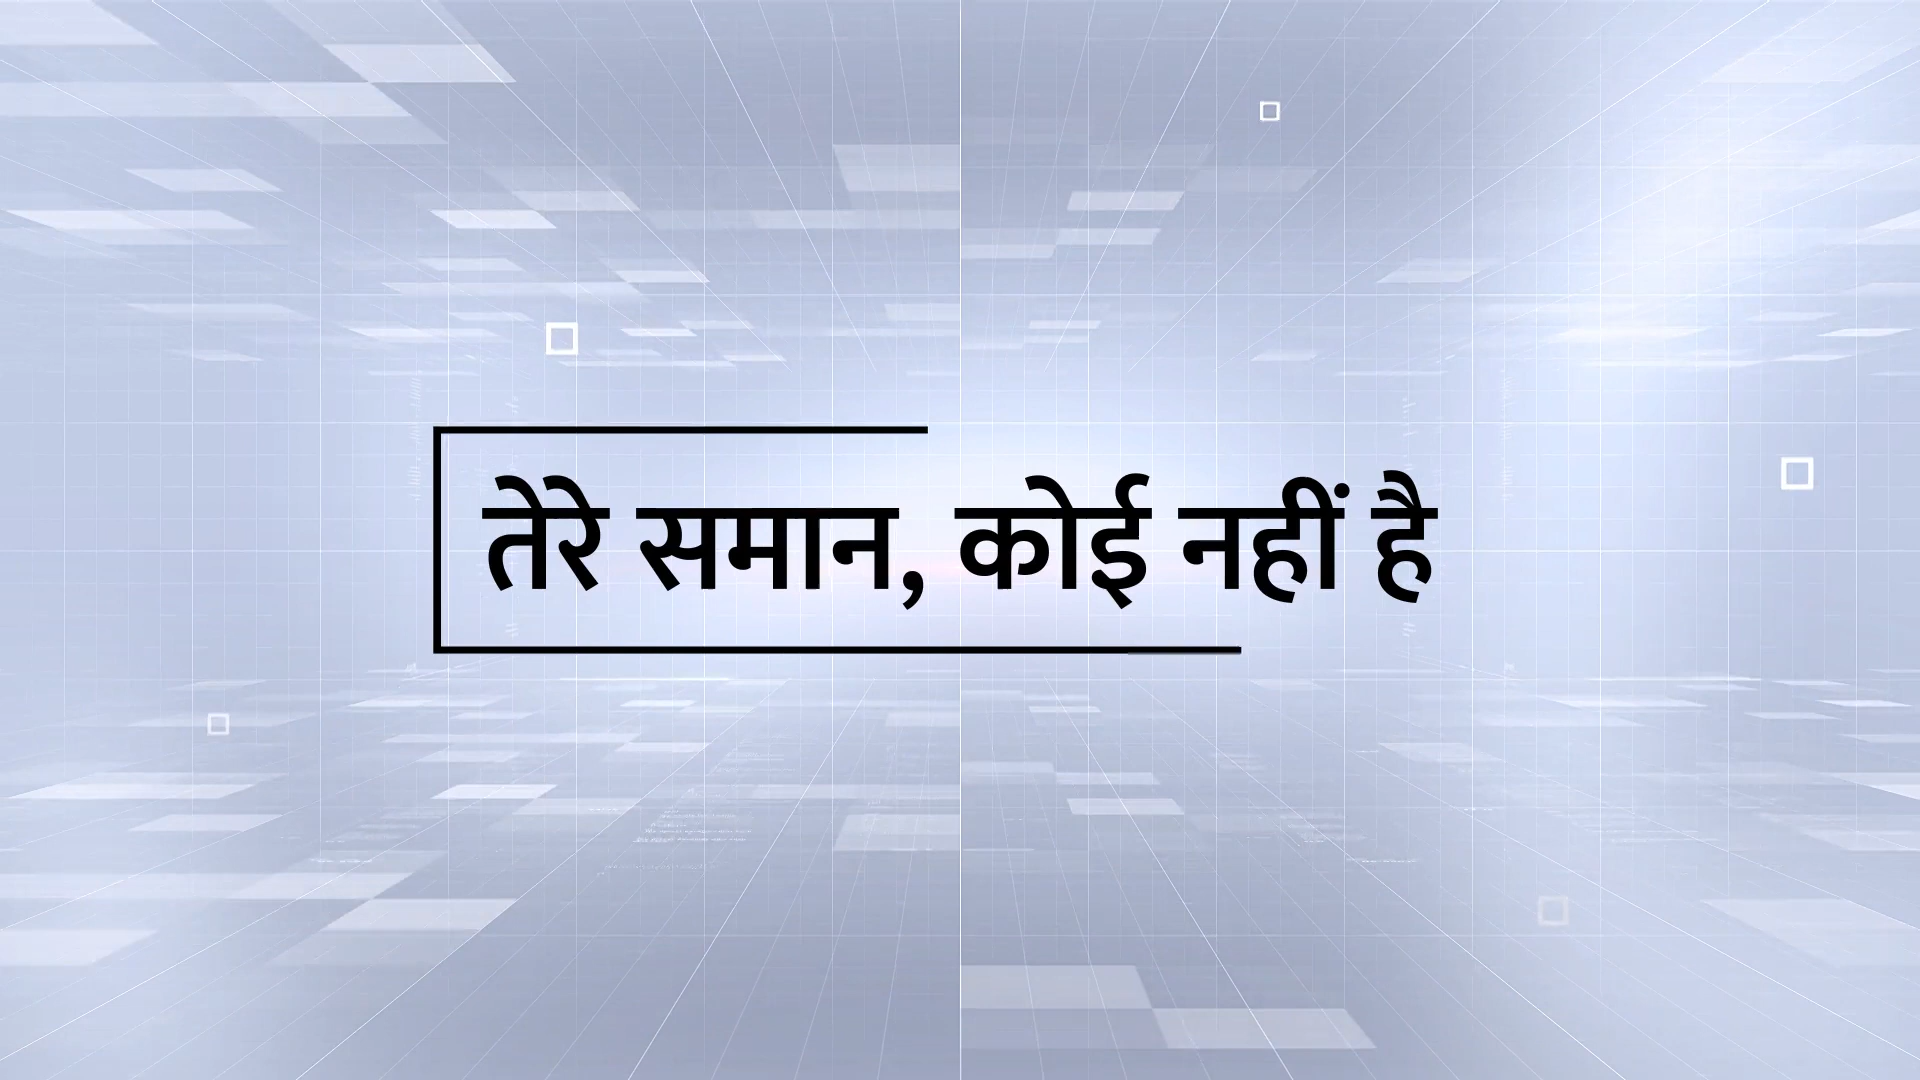 तेरे समान, कोई नहीं है